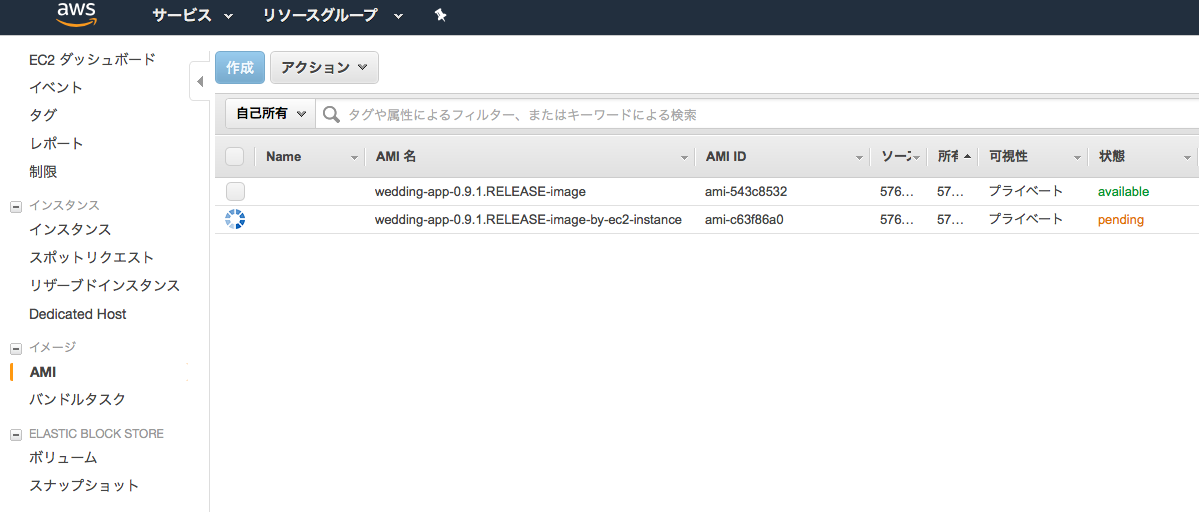 aws サービス リソースグループ
EC2 ダッシュボード
イベント
タグ
レポート
制限
インスタンス
インスタンス
スポットリクエスト
リザーブドインスタンス
Dedicated Host
イメージ
AMI
バンドルタスク
ELASTIC BLOCK STORE
ボリューム
スナップショット
作成 アクション
自己所有 タグや属性によるフィルター、またはキーワードによる検索
Name AMI 名 AMI ID ソー 所有 可視性 状態
wedding-app-0.9.1.RELEASE-image ami-543c8532 576… 57… プライベート available
wedding-app-0.9.1.RELEASE-image-by-ec2-instance ami-c63f86a0 576… 57… プライベート pending